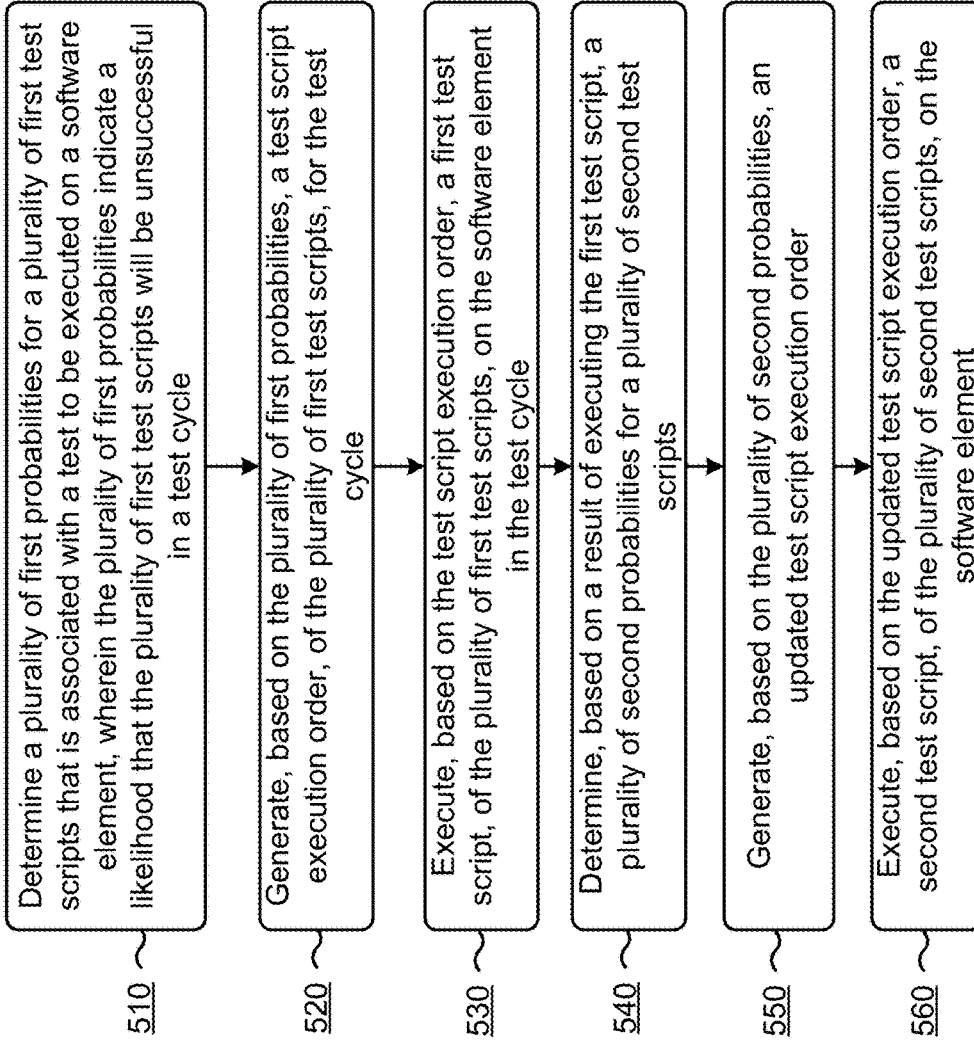 510
Determine a plurality of first probabilities for a plurality of first test
scripts that is associated with a test to be executed on a software
element, wherein the plurality of first probabilities indicate a
likelihood that the plurality of first test scripts will be unsuccessful
in a test cycle
520
Generate, based on the plurality of first probabilities, a test script
execution order, of the plurality of first test scripts, for the test
cycle
530
Execute, based on the test script execution order, a first test
script, of the plurality of first test scripts, on the software element
in the test cycle
540
Determine, based on a result of executing the first test script, a
plurality of second probabilities for a plurality of second test
scripts
550
Generate, based on the plurality of second probabilities, an
updated test script execution order
560
Execute, based on the updated test script execution order, a
second test script, of the plurality of second test scripts, on the
software element